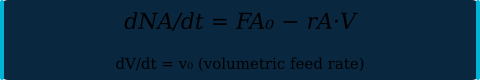 dNA/dt = FA₀ − rA·V
dV/dt = v₀ (volumetric feed rate)